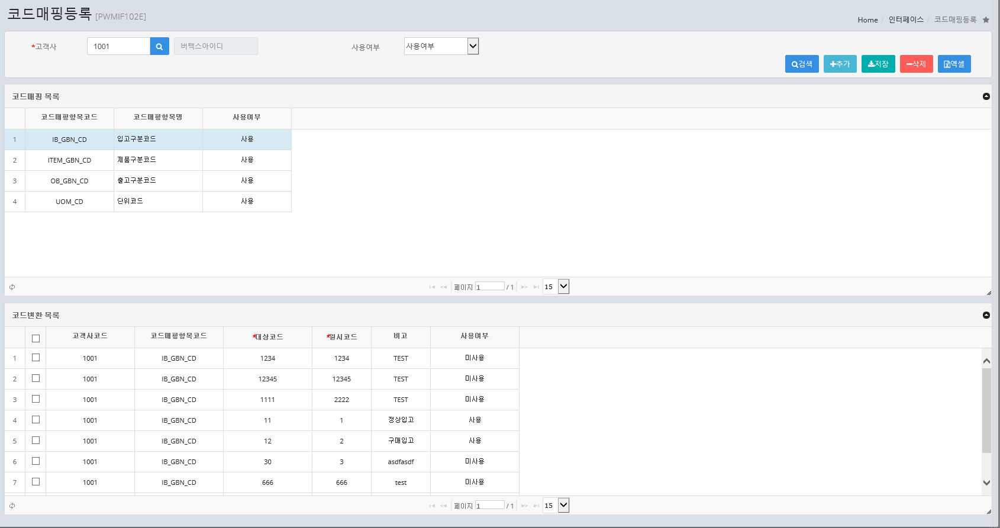 코드매핑등록 [PWMIF102E]
Home / 인터페이스 / 코드매핑등록
*고객사 1001 버텍스아이디 사용여부 사용여부
검색 추가 저장 삭제 엑셀
코드매핑 목록
코드매핑항목코드 코드매핑항목명 사용여부
1 IB_GBN_CD 입고구분코드 사용
2 ITEM_GBN_CD 제품구분코드 사용
3 OB_GBN_CD 출고구분코드 사용
4 UOM_CD 단위코드 사용
페이지 1 / 1 15
코드변환 목록
고객사코드 코드매핑항목코드 *대상코드 *원시코드 비고 사용여부
1 1001 IB_GBN_CD 1234 1234 TEST 미사용
2 1001 IB_GBN_CD 12345 12345 TEST 미사용
3 1001 IB_GBN_CD 1111 2222 TEST 미사용
4 1001 IB_GBN_CD 11 1 정상입고 사용
5 1001 IB_GBN_CD 12 2 구매입고 사용
6 1001 IB_GBN_CD 30 3 asdfasdf 미사용
7 1001 IB_GBN_CD 666 666 test 미사용
페이지 1 / 1 15